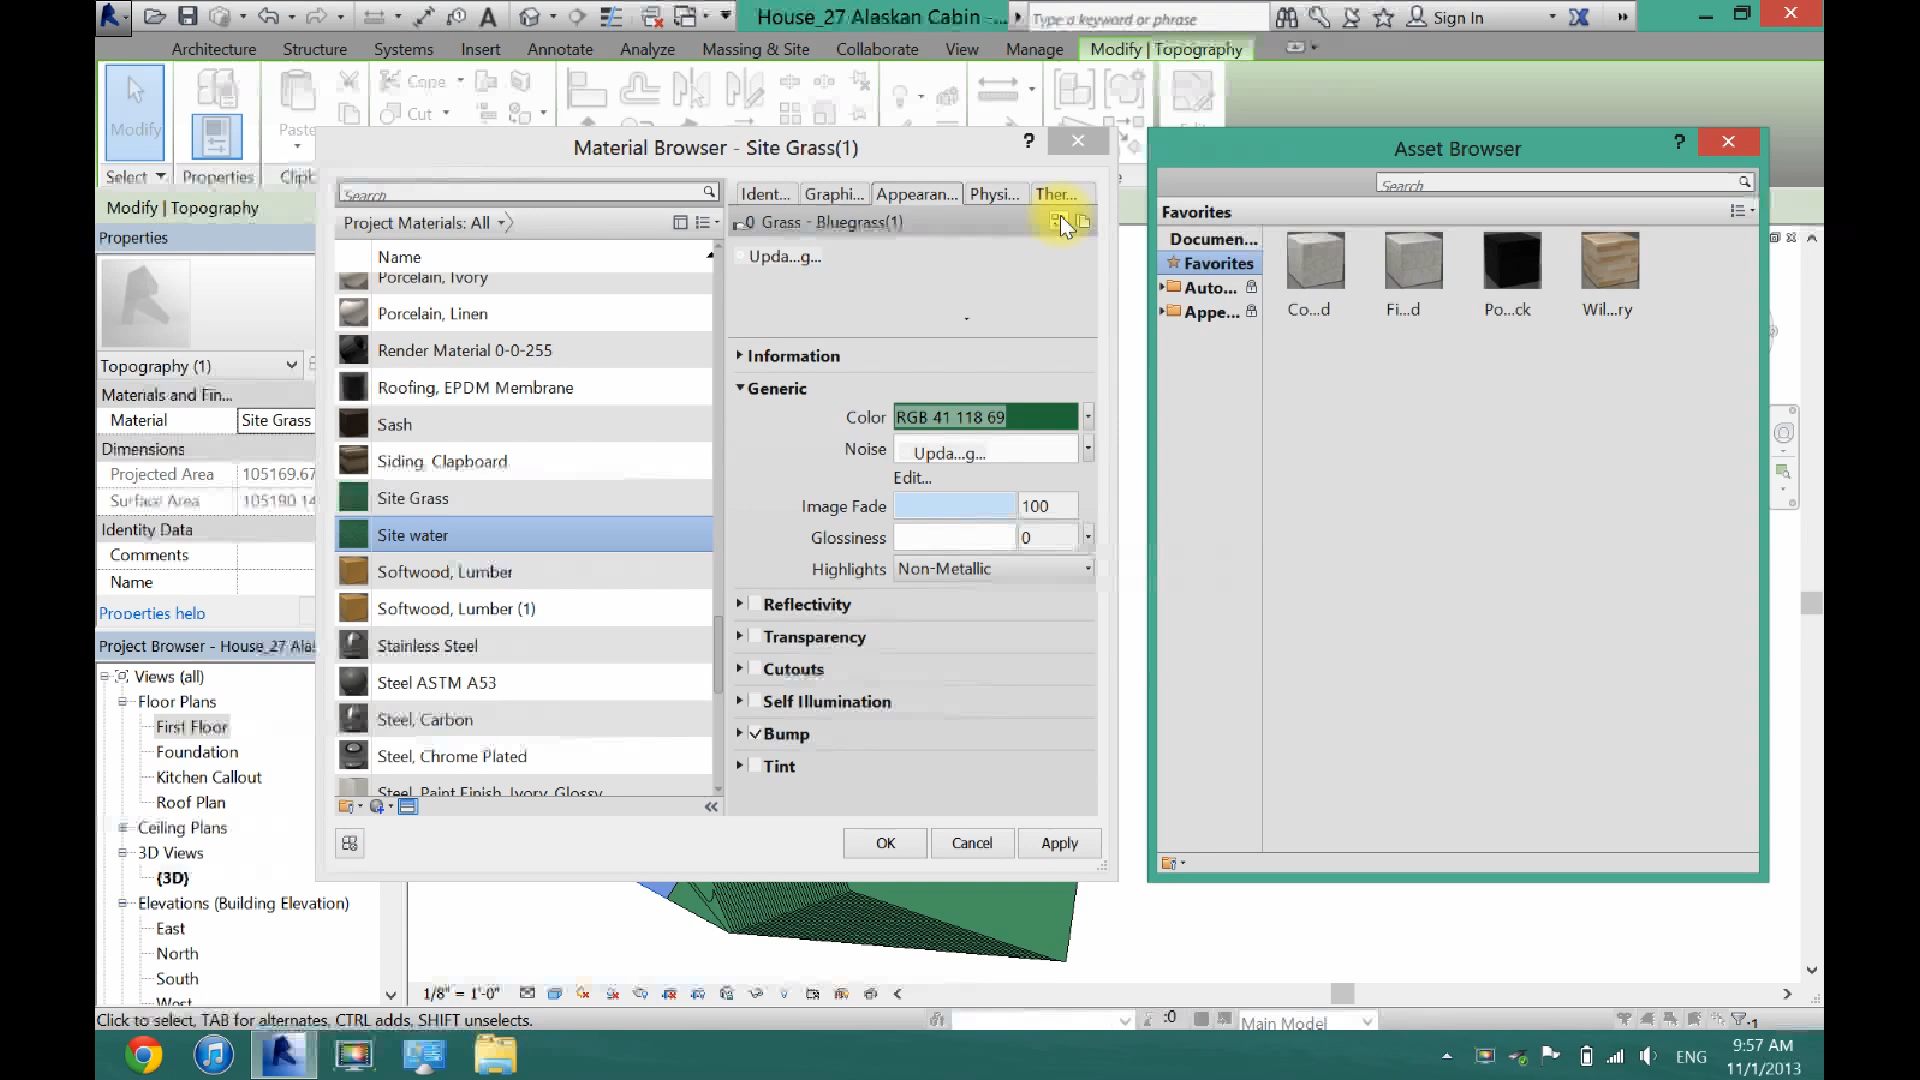 House_27 Alaskan Cabin -...
Type a keyword or phrase
Sign In
Architecture Structure Systems Insert Annotate Analyze Massing & Site Collaborate View Manage Modify | Topography
Modify
Paste
Cope
Cut
Select Properties
Modify | Topography
Properties
Topography (1)
Materials and Fin...
Material Site Grass
Dimensions
Projected Area 105169.67
Surface Area 105190.14
Identity Data
Comments
Name
Properties help
Project Browser - House_27 Ala
Views (all)
Floor Plans
First Floor
Foundation
Kitchen Callout
Roof Plan
Ceiling Plans
3D Views
{3D}
Elevations (Building Elevation)
East
North
South
West
Material Browser - Site Grass(1)
?
Search
Project Materials: All
Name
Porcelain, Ivory
Porcelain, Linen
Render Material 0-0-255
Roofing, EPDM Membrane
Sash
Siding, Clapboard
Site Grass
Site water
Softwood, Lumber
Softwood, Lumber (1)
Stainless Steel
Steel ASTM A53
Steel, Carbon
Steel, Chrome Plated
Steel, Paint Finish, Ivory, Glossy
Ident... Graphi... Appearan... Physi... Ther...
0 Grass - Bluegrass(1)
Upda...g...
Information
Generic
Color RGB 41 118 69
Noise Upda...g...
Edit...
Image Fade 100
Glossiness 0
Highlights Non-Metallic
Reflectivity
Transparency
Cutouts
Self Illumination
Bump
Tint
OK Cancel Apply
Asset Browser
?
Search
Favorites
Documen...
Favorites
Auto...
Appe...
Co...d Fi...d Po...ck Wil...ry
1/8" = 1'-0"
Click to select, TAB for alternates, CTRL adds, SHIFT unselects.
:0
Main Model
ENG
9:57 AM
11/1/2013